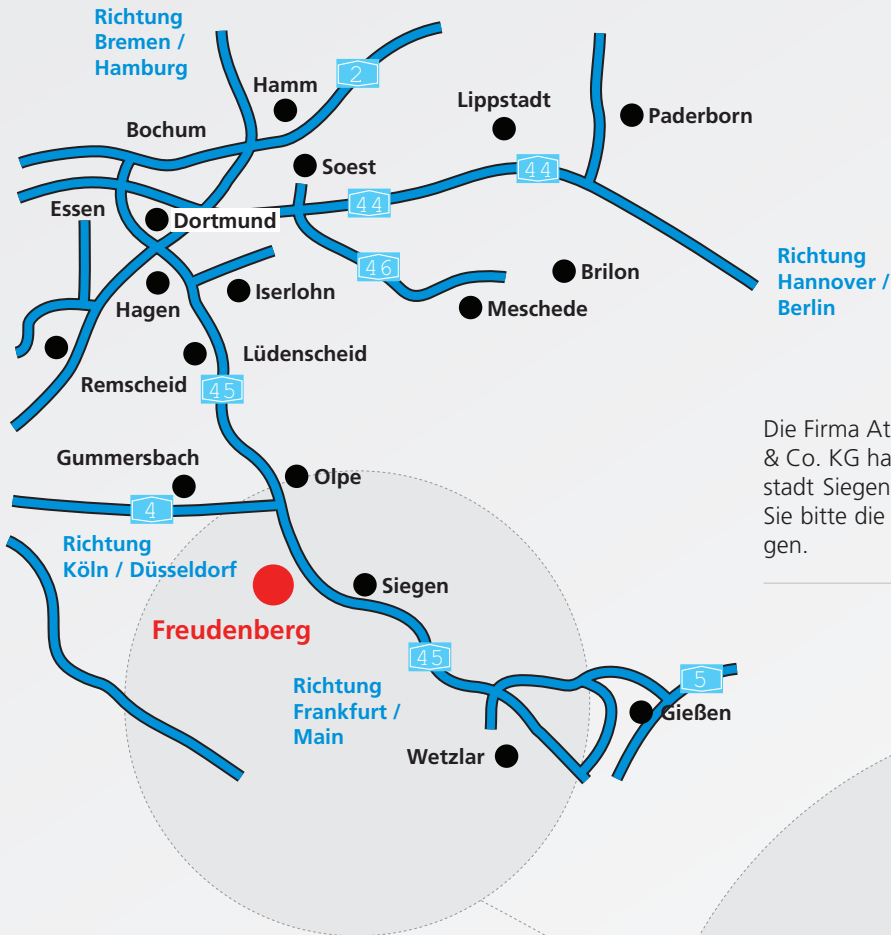 Richtung
Bremen /
Hamburg
2
Hamm
Lippstadt
Paderborn
Bochum
Soest
44
44
Essen
Dortmund
46
Brilon
Richtung
Hannover /
Berlin
Iserlohn
Hagen
Meschede
Lüdenscheid
Remscheid
45
Die Firma At
& Co. KG ha
stadt Siegen
Sie bitte die
gen.
Gummersbach
Olpe
4
Richtung
Köln / Düsseldorf
Siegen
Freudenberg
45
5
Richtung
Frankfurt /
Main
Gießen
Wetzlar